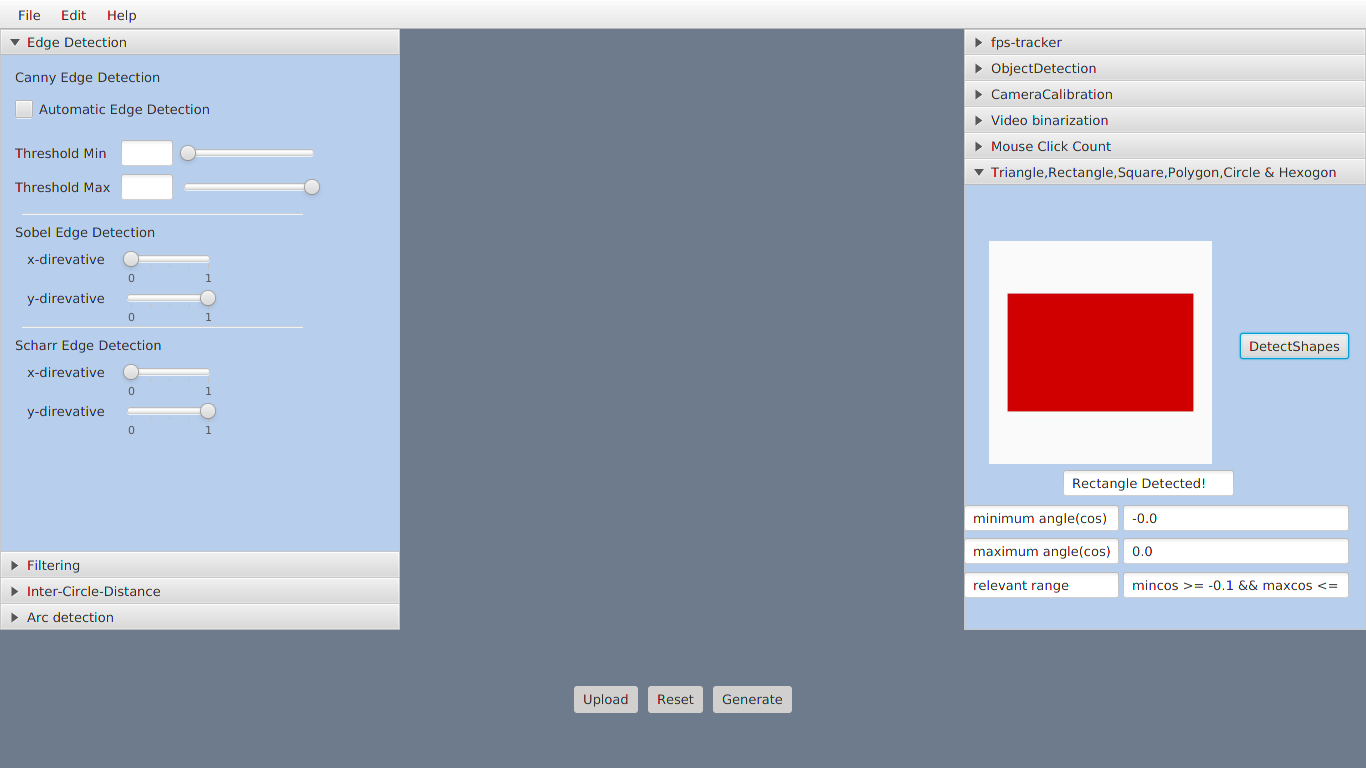 File Edit Help
Edge Detection
Canny Edge Detection
Automatic Edge Detection
Threshold Min
Threshold Max
Sobel Edge Detection
x-direvative
0 1
y-direvative
0 1
Scharr Edge Detection
x-direvative
0 1
y-direvative
0 1
Filtering
Inter-Circle-Distance
Arc detection
fps-tracker
ObjectDetection
CameraCalibration
Video binarization
Mouse Click Count
Triangle,Rectangle,Square,Polygon,Circle & Hexogon
DetectShapes
Rectangle Detected!
minimum angle(cos) -0.0
maximum angle(cos) 0.0
relevant range mincos >= -0.1 && maxcos <=
Upload Reset Generate